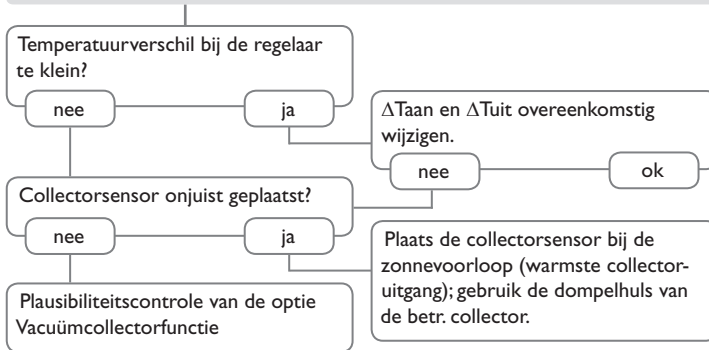 Temperatuurverschil bij de regelaar
te klein?
nee
ja
∆Taan en ∆Tuit overeenkomstig
wijzigen.
nee
ok
Collectorsensor onjuist geplaatst?
nee
ja
Plaats de collectorsensor bij de
zonnevoorloop (warmste collector-
uitgang); gebruik de dompelhuls van
de betr. collector.
Plausibiliteitscontrole van de optie
Vacuümcollectorfunctie